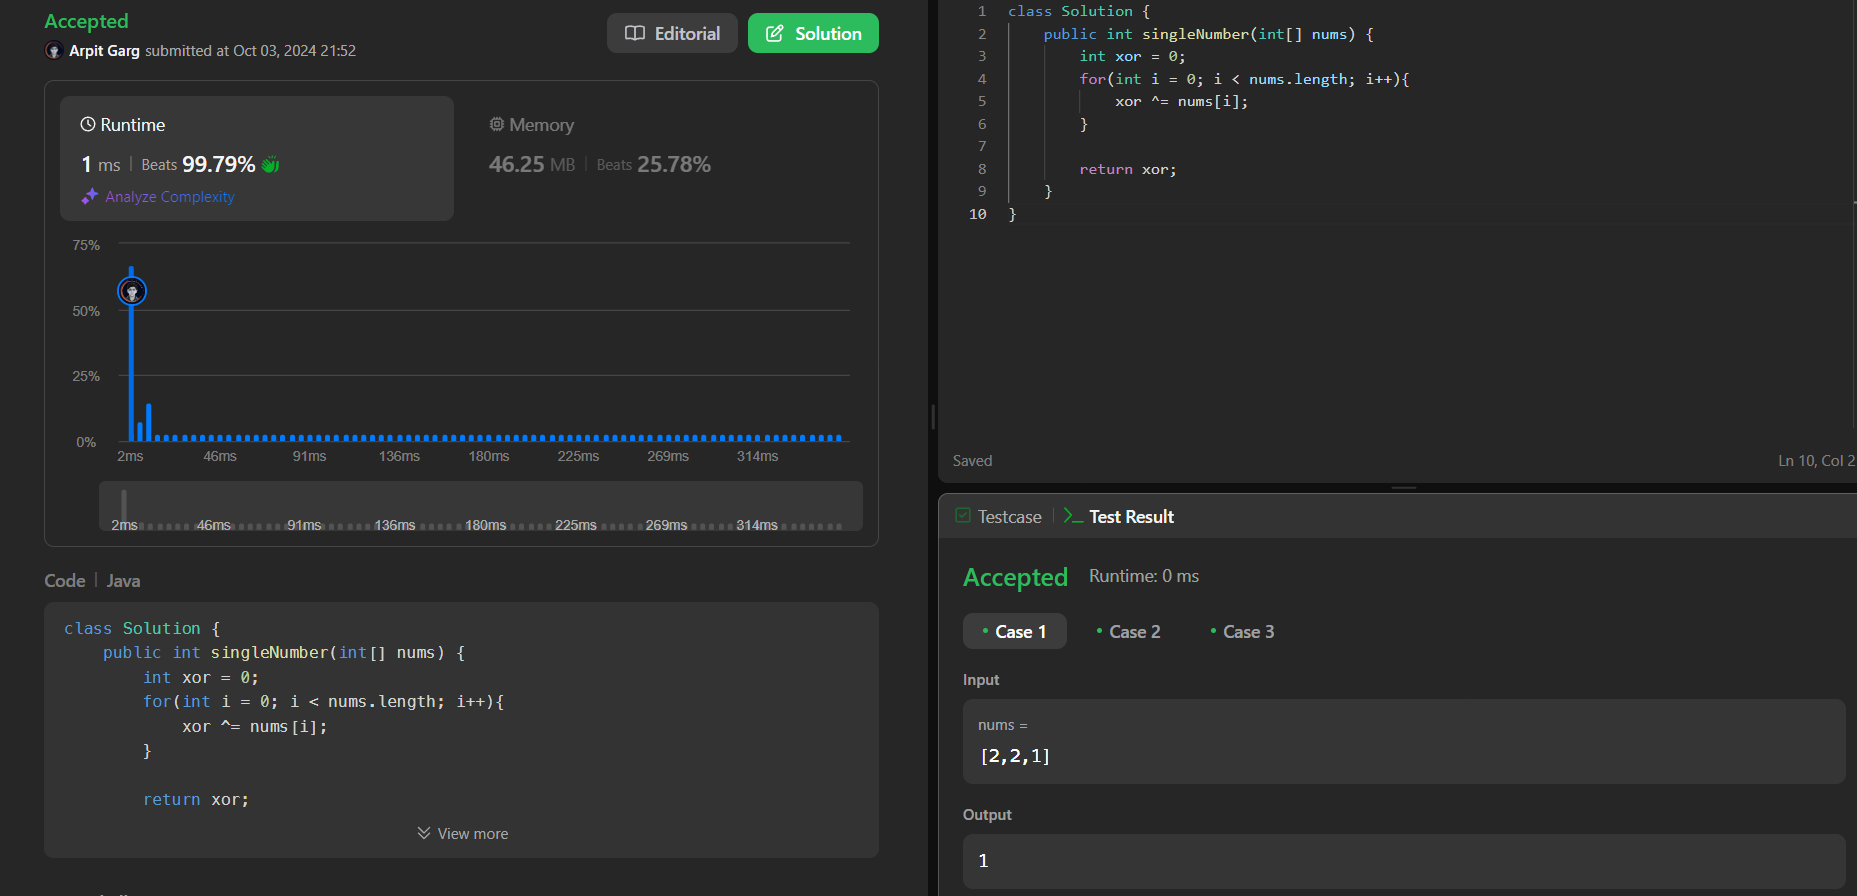 Accepted
Arpit Garg submitted at Oct 03, 2024 21:52
Editorial
Solution
Runtime
1 ms | Beats 99.79%
Analyze Complexity
Memory
46.25 MB | Beats 25.78%
75%
50%
25%
0%
2ms 46ms 91ms 136ms 180ms 225ms 269ms 314ms
2ms 46ms 91ms 136ms 180ms 225ms 269ms 314ms
Code | Java
class Solution {
    public int singleNumber(int[] nums) {
        int xor = 0;
        for(int i = 0; i < nums.length; i++){
            xor ^= nums[i];
        }

        return xor;
View more
1 class Solution {
2     public int singleNumber(int[] nums) {
3         int xor = 0;
4         for(int i = 0; i < nums.length; i++){
5             xor ^= nums[i];
6         }
7
8         return xor;
9     }
10 }
Saved
Ln 10, Col 2
Testcase | >_ Test Result
Accepted Runtime: 0 ms
• Case 1 • Case 2 • Case 3
Input
nums =
[2,2,1]
Output
1